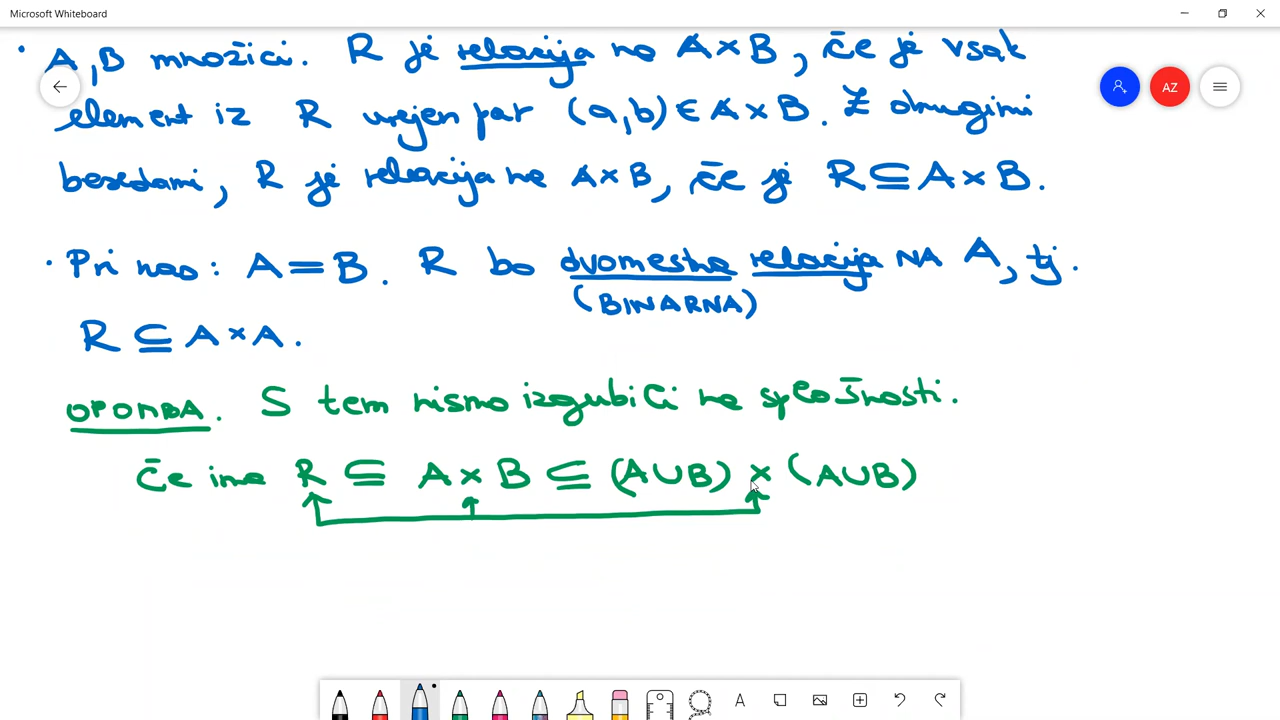 Microsoft Whiteboard
• A, B množici. R je relacija na A×B, če je vsak
AZ
element iz R urejen par (a,b) ∈ A×B. Z drugimi
besedami, R je relacija na A×B, če je R ⊆ A×B.
• Pri nas: A=B. R bo dvomestna relacija NA A, tj.
(BINARNA)
R ⊆ A×A.
OPOMBA. S tem nismo izgubili na splošnosti.
Če ima R ⊆ A×B ⊆ (A∪B) × (A∪B)